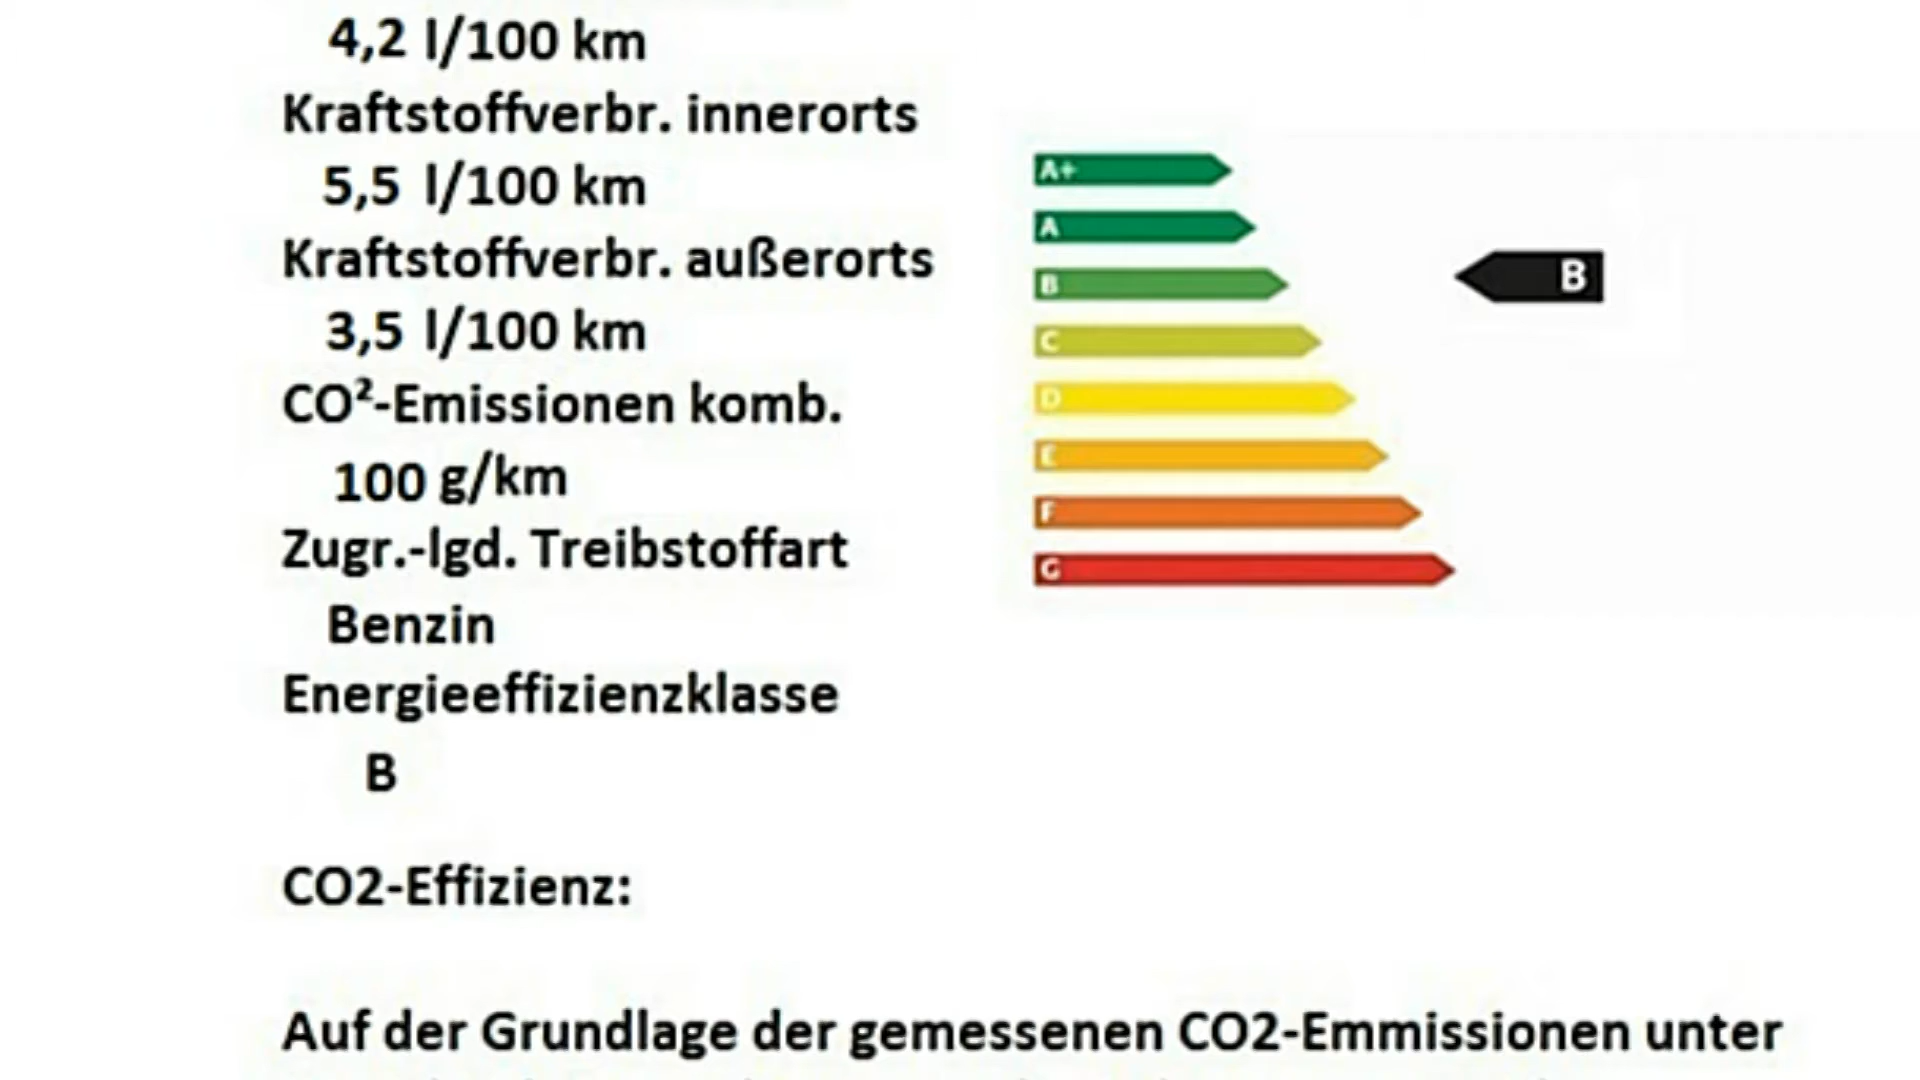 4,2 l/100 km
Kraftstoffverbr. innerorts
5,5 l/100 km
Kraftstoffverbr. außerorts
3,5 l/100 km
CO²-Emissionen komb.
100 g/km
Zugr.-lgd. Treibstoffart
Benzin
Energieeffizienzklasse
B
CO2-Effizienz:
Auf der Grundlage der gemessenen CO2-Emmissionen unter
A+
A
B
C
D
E
F
G
B